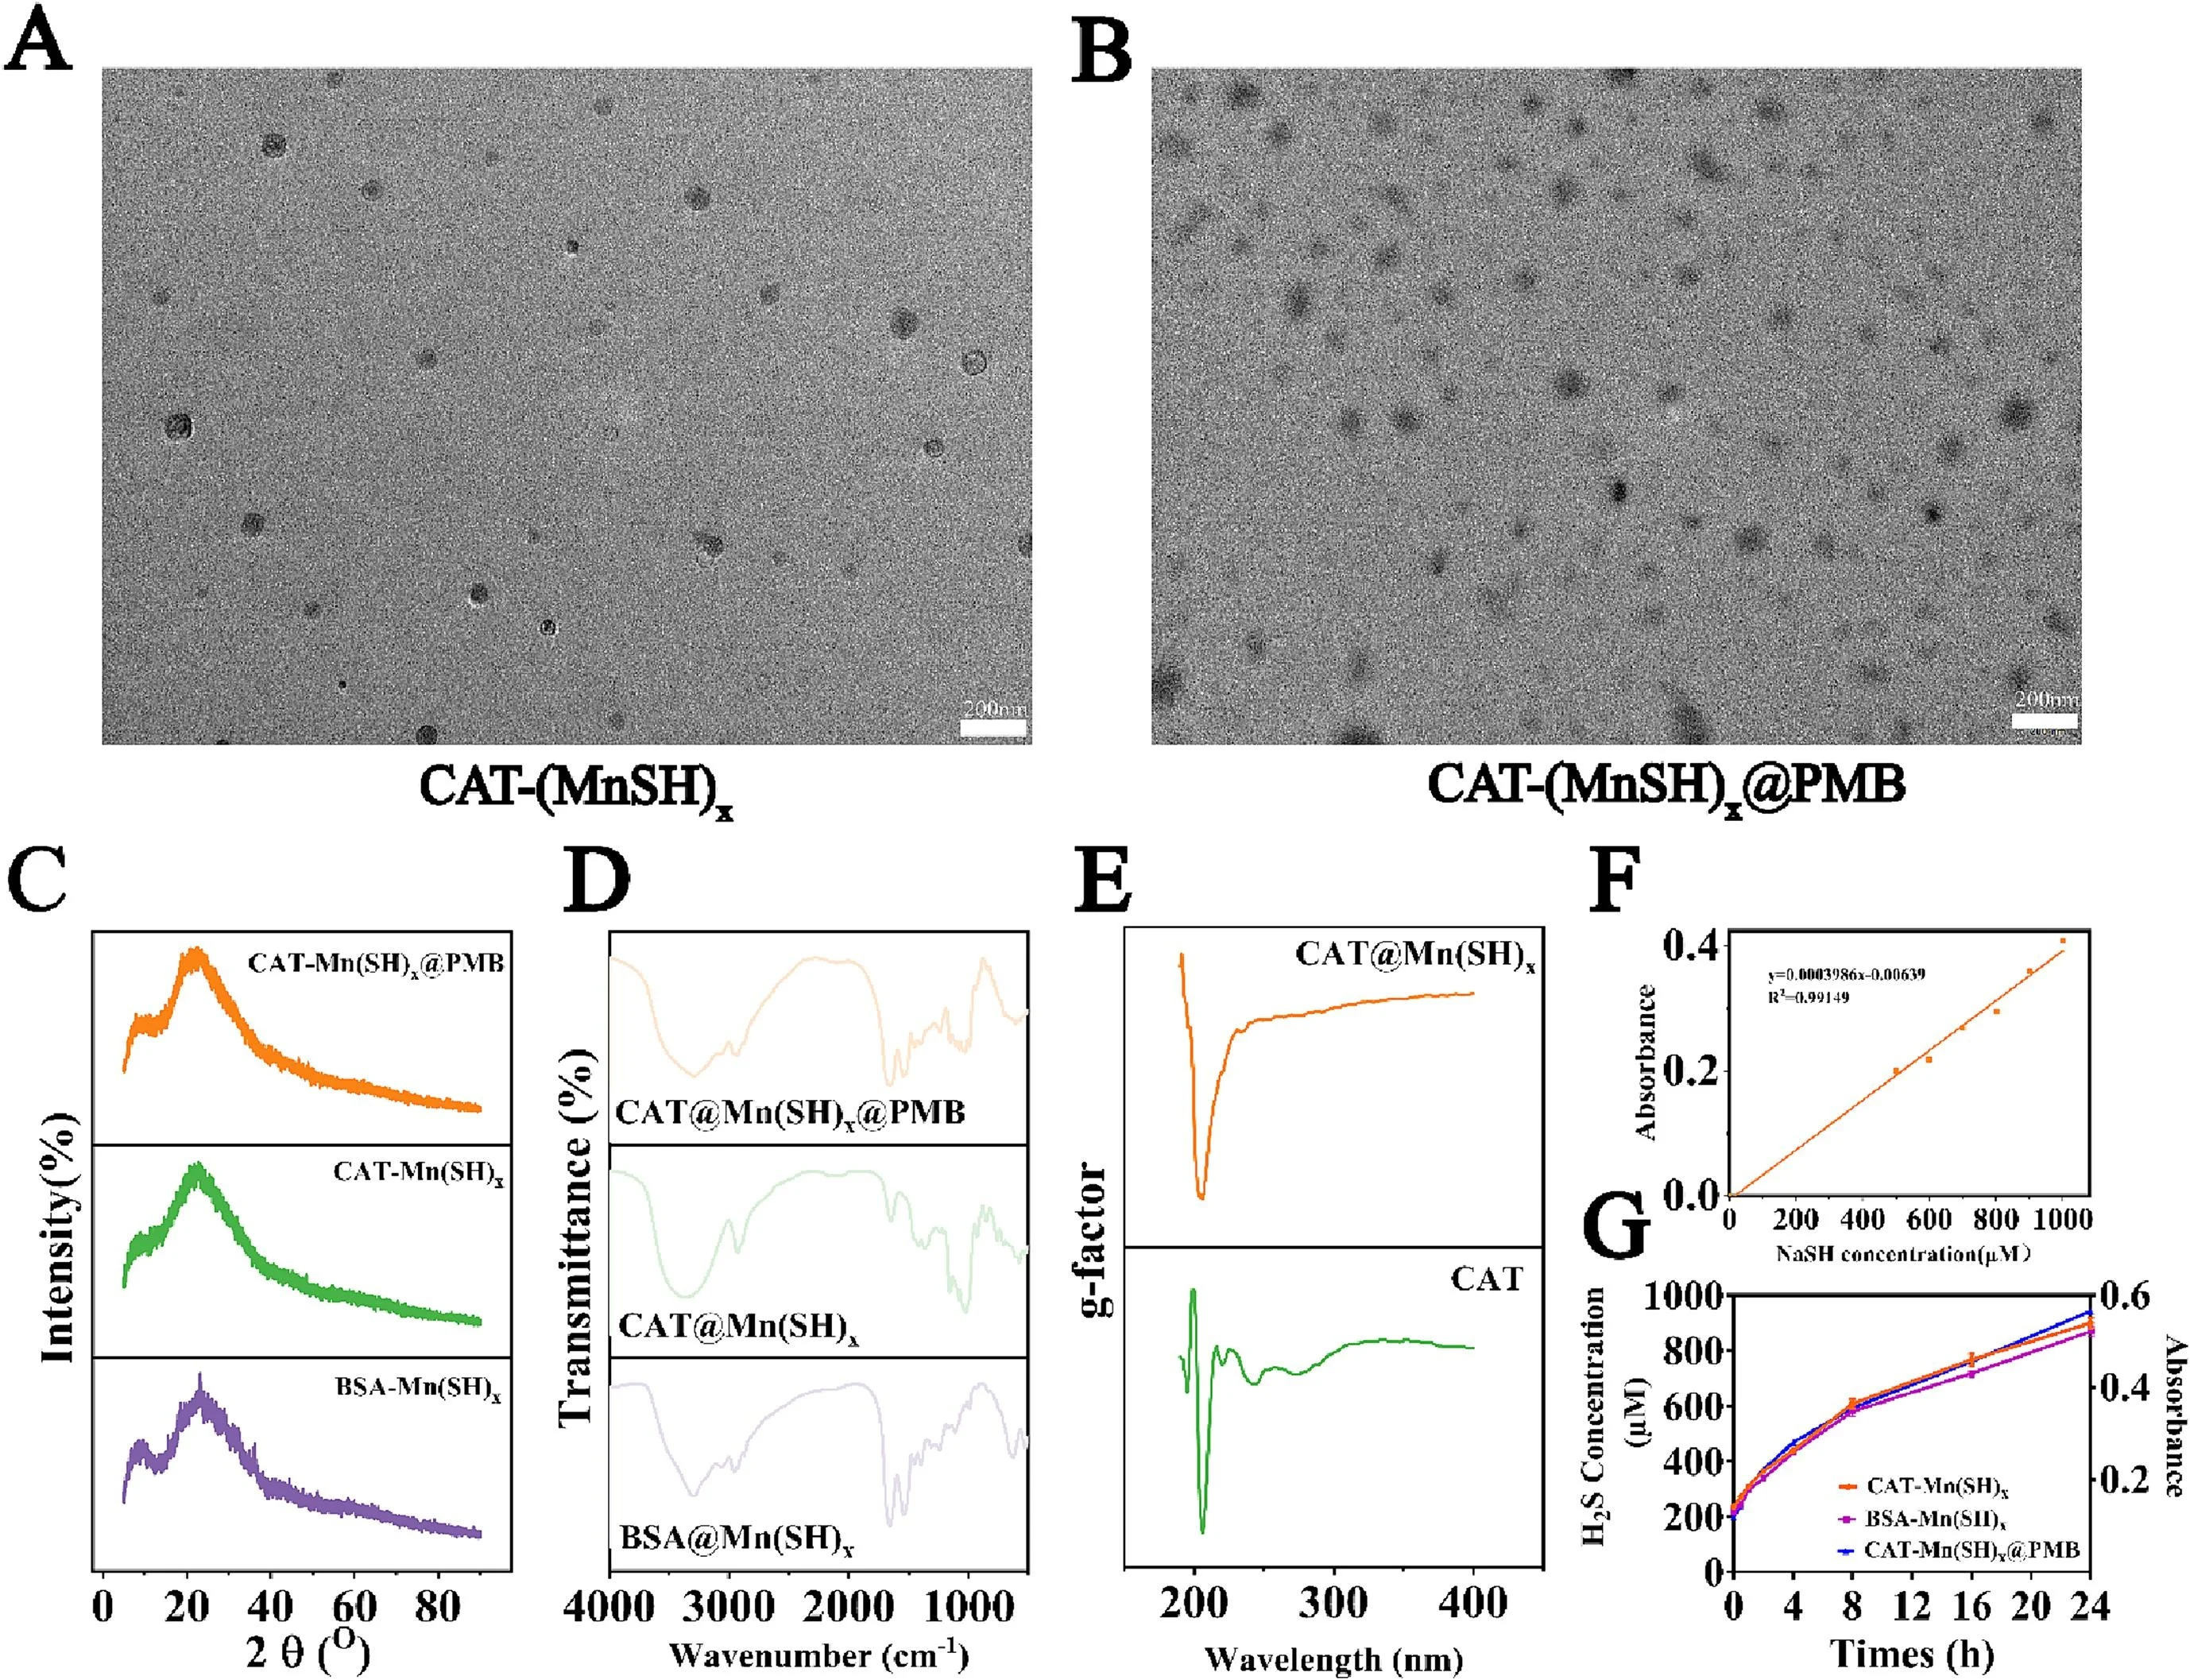 A
B
200nm
200nm
CAT-(MnSH)x
CAT-(MnSH)x@PMB
C
D
E
F
G
Intensity(%)
CAT-Mn(SH)x@PMB
CAT-Mn(SH)x
BSA-Mn(SH)x
0 20 40 60 80
2 θ (O)
Transmittance (%)
CAT@Mn(SH)x@PMB
CAT@Mn(SH)x
BSA@Mn(SH)x
4000 3000 2000 1000
Wavenumber (cm-1)
g-factor
CAT@Mn(SH)x
CAT
200 300 400
Wavelength (nm)
Absorbance
0.4
0.2
0.0
y=0.0003986x-0.00639
R2=0.99149
0 200 400 600 800 1000
NaSH concentration(μM)
H2S Concentration
(μM)
1000
800
600
400
200
0
0.6
0.4
0.2
Absorbance
CAT-Mn(SH)x
BSA-Mn(SH)x
CAT-Mn(SH)x@PMB
0 4 8 12 16 20 24
Times (h)